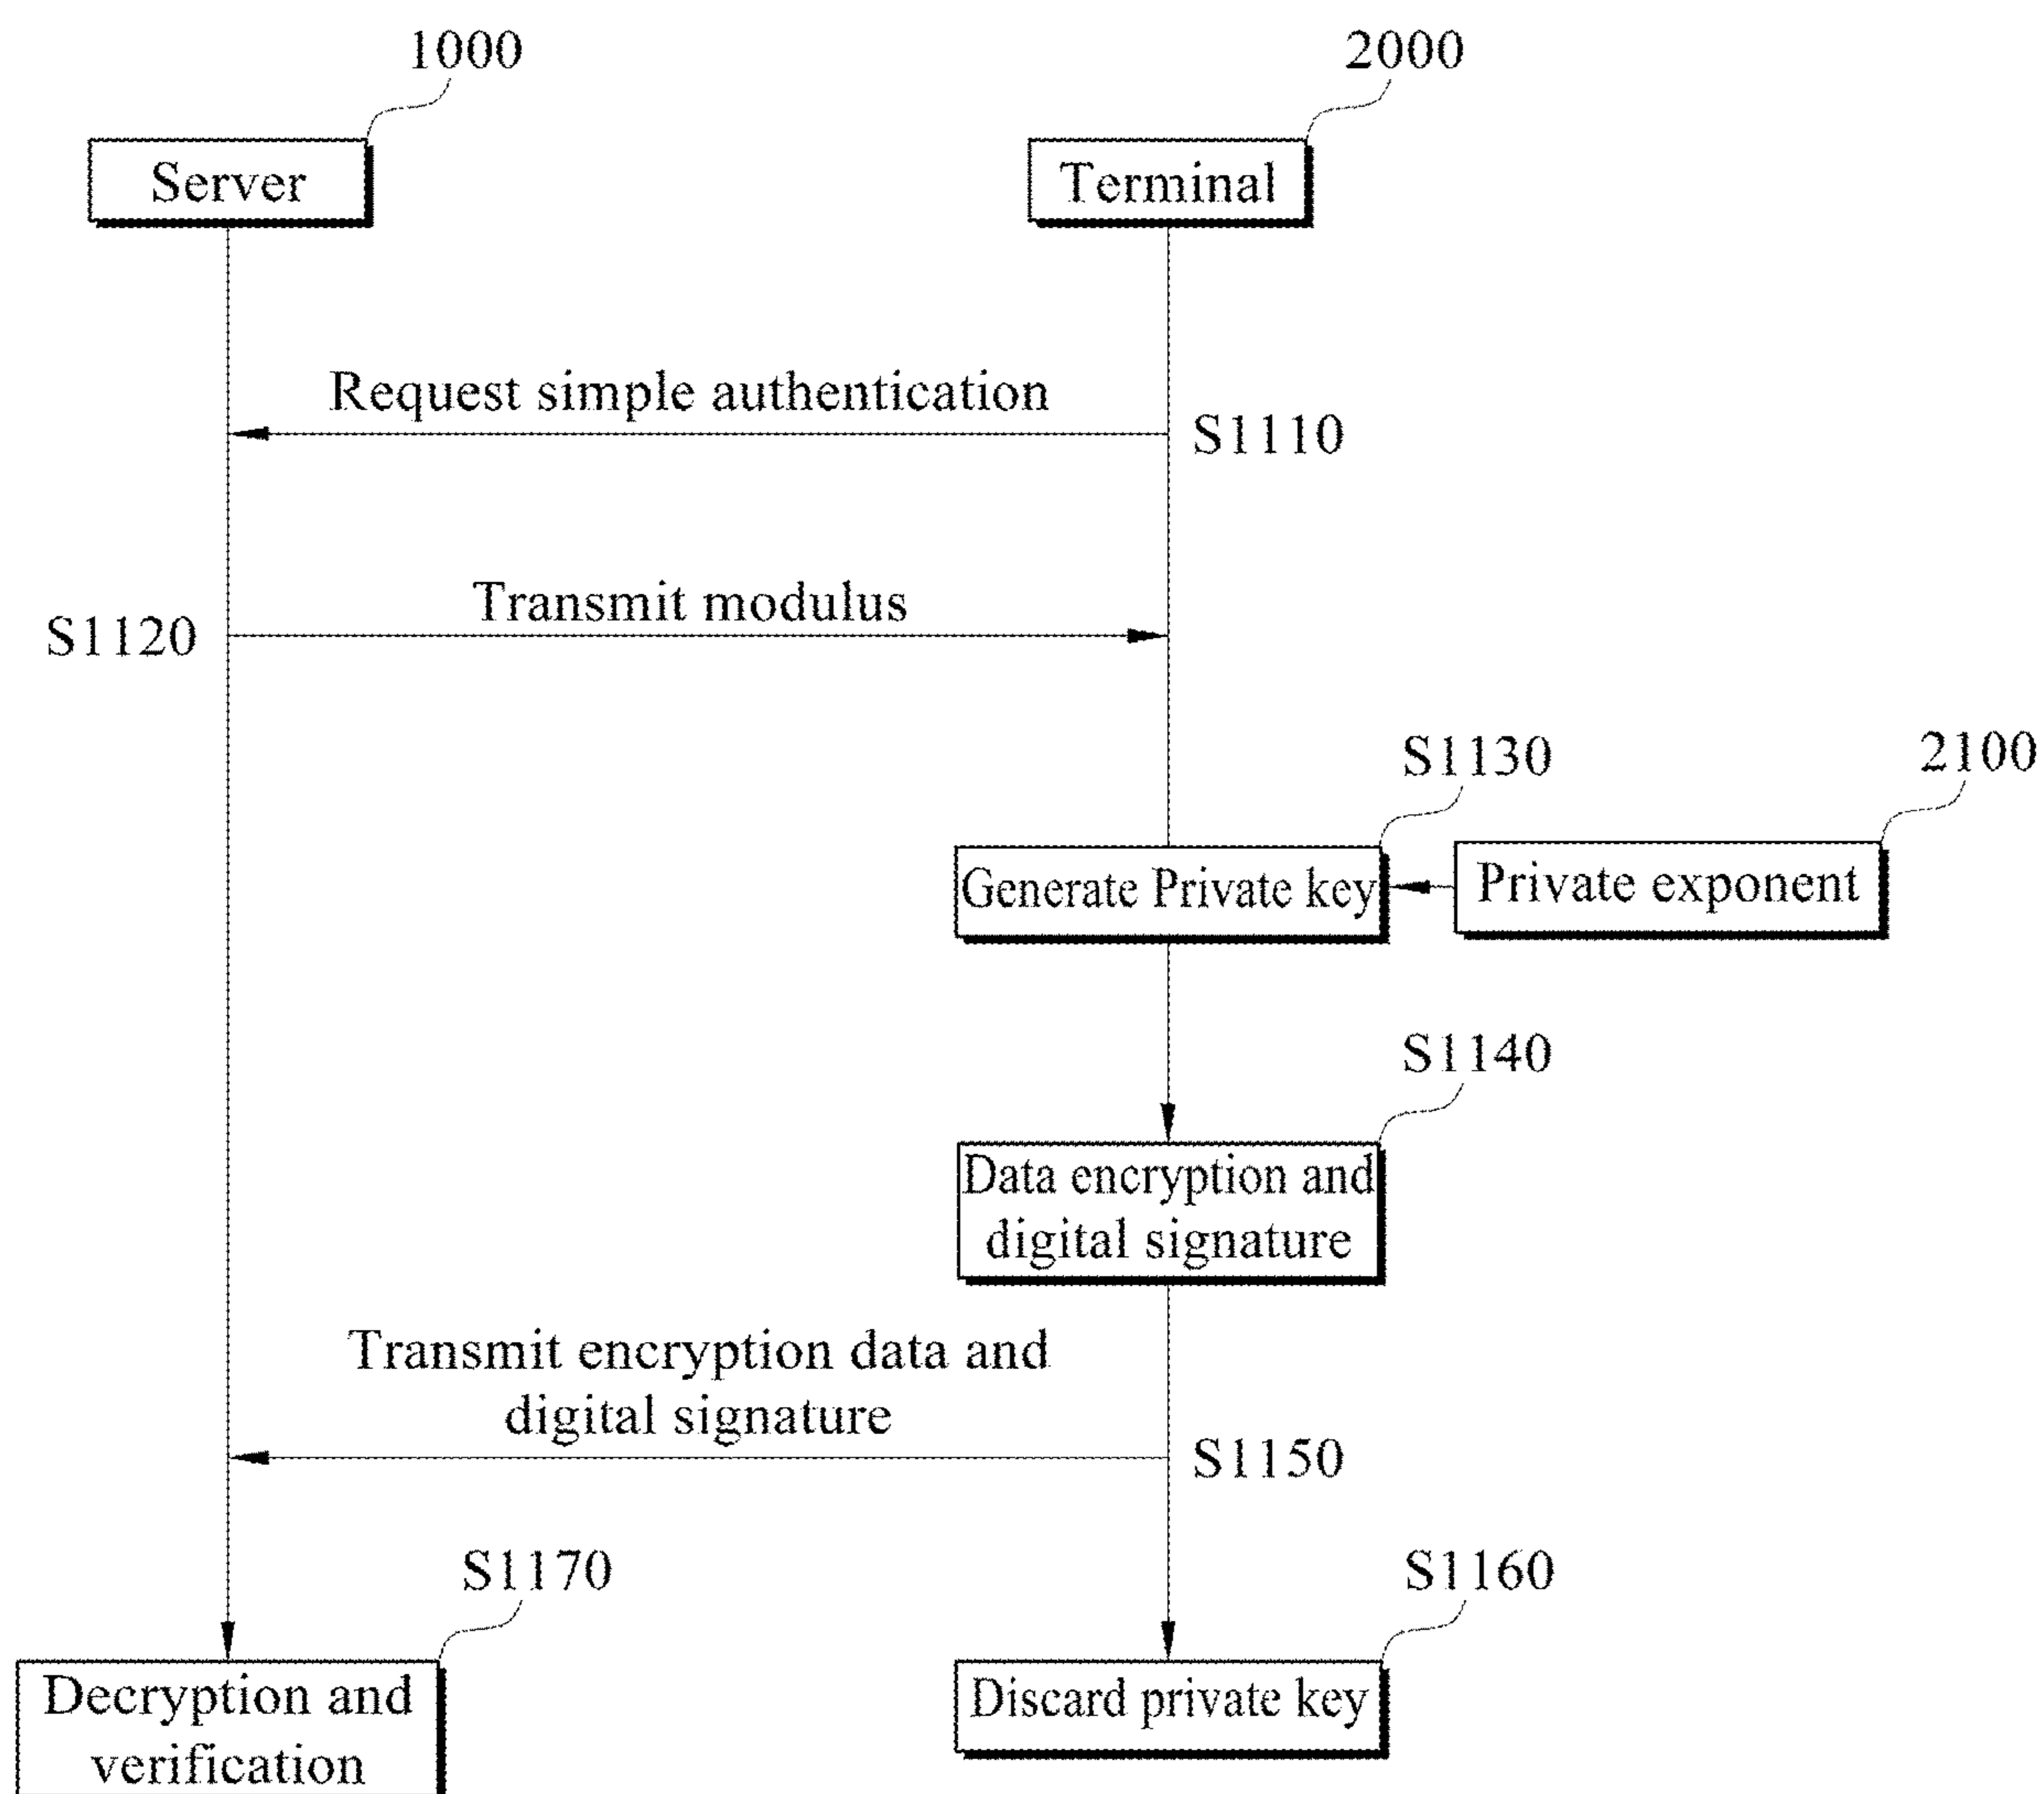 1000
2000
Server
Terminal
Request simple authentication
S1110
Transmit modulus
S1120
S1130
2100
Generate Private key
Private exponent
S1140
Data encryption and
digital signature
Transmit encryption data and
digital signature
S1150
S1170
S1160
Decryption and
verification
Discard private key